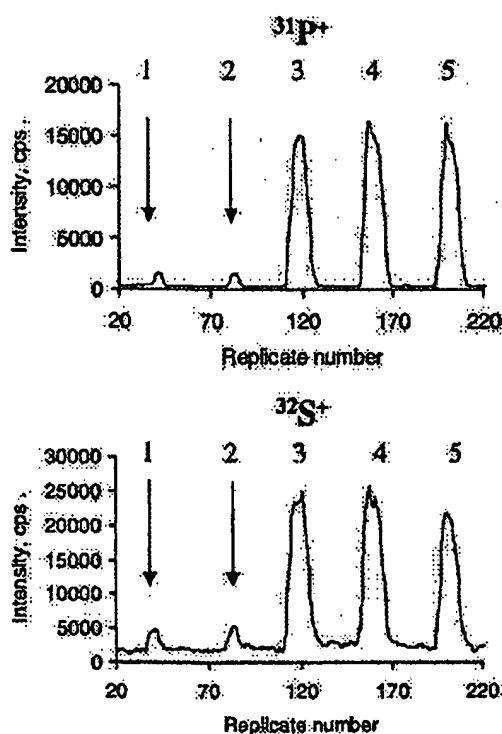 31P+
1 2 3 4 5
20000
15000
10000
5000
0
Intensity, cps.
20 70 120 170 220
Replicate number
32S+
1 2 3 4 5
30000
25000
20000
15000
10000
5000
0
Intensity, cps.
20 70 120 170 220
Replicate number